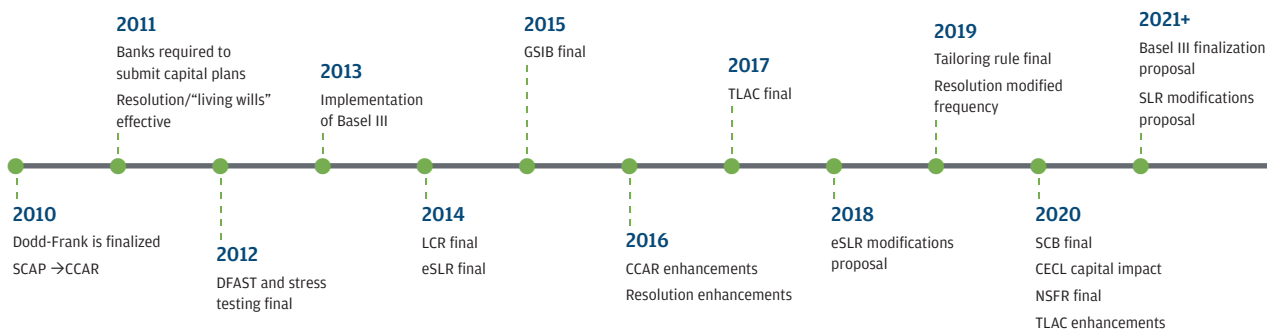 2010
Dodd-Frank is finalized
SCAP →CCAR
2011
Banks required to
submit capital plans
Resolution/“living wills”
effective
2012
DFAST and stress
testing final
2013
Implementation
of Basel III
2014
LCR final
eSLR final
2015
GSIB final
2016
CCAR enhancements
Resolution enhancements
2017
TLAC final
2018
eSLR modifications
proposal
2019
Tailoring rule final
Resolution modified
frequency
2020
SCB final
CECL capital impact
NSFR final
TLAC enhancements
2021+
Basel III finalization
proposal
SLR modifications
proposal